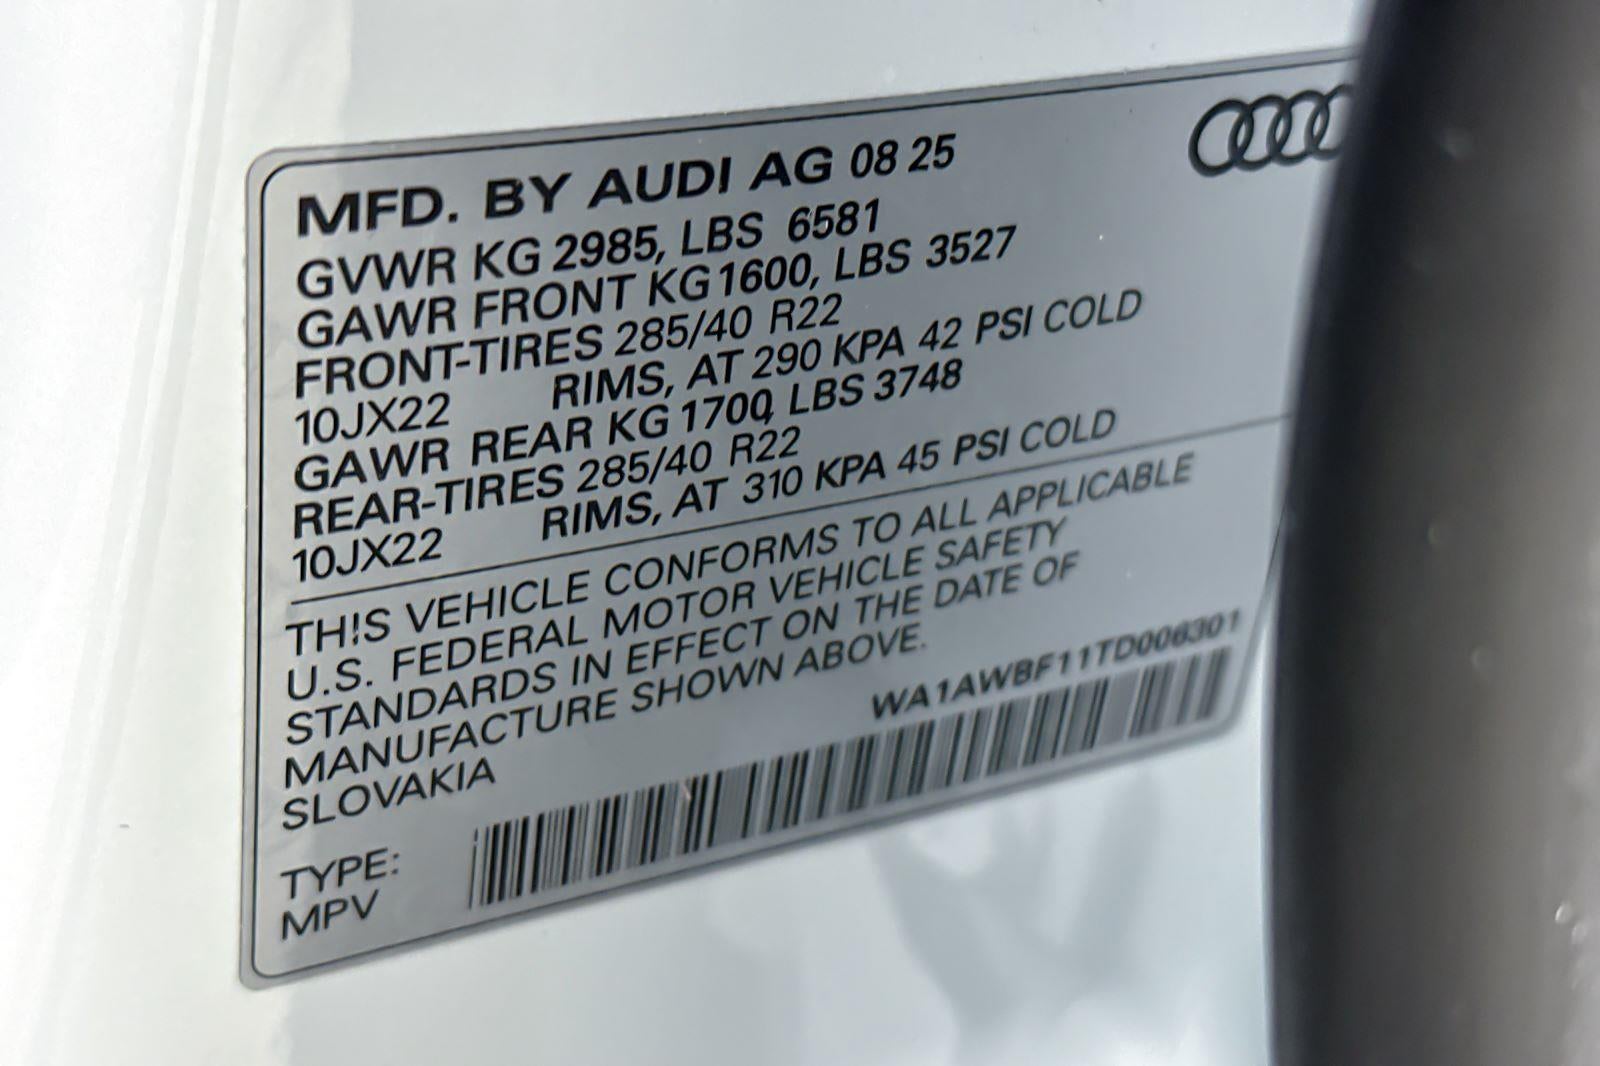 MFD. BY AUDI AG 08 25
GVWR KG 2985, LBS 6581
GAWR FRONT KG 1600, LBS 3527
FRONT-TIRES 285/40 R22
10JX22 RIMS, AT 290 KPA 42 PSI COLD
GAWR REAR KG 1700, LBS 3748
REAR-TIRES 285/40 R22
10JX22 RIMS, AT 310 KPA 45 PSI COLD
THIS VEHICLE CONFORMS TO ALL APPLICABLE
U.S. FEDERAL MOTOR VEHICLE SAFETY
STANDARDS IN EFFECT ON THE DATE OF
MANUFACTURE SHOWN ABOVE.
SLOVAKIA
WA1AWBF11TD006301
TYPE:
MPV